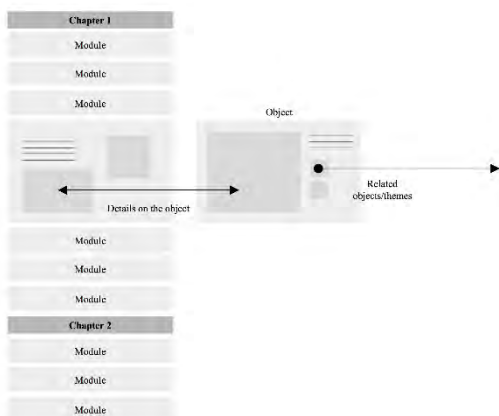 Chapter 1
Module
Module
Module
Object
Related
objects/themes
Details on the object
Module
Module
Module
Chapter 2
Module
Module
Module